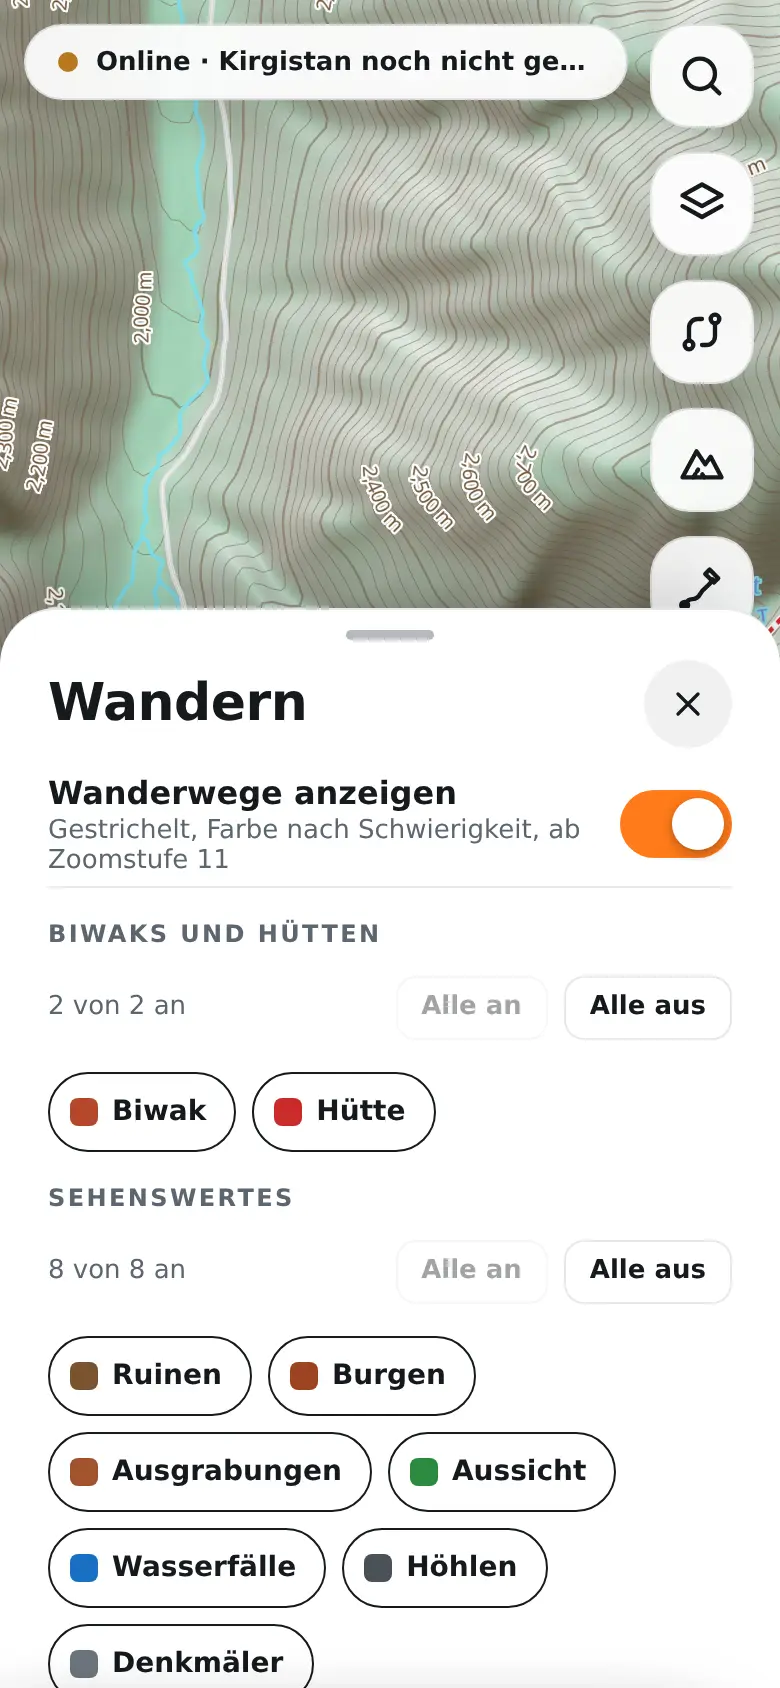 Online · Kirgistan noch nicht ge...
m
2,000 m
2,300 m
2,200 m
2,400 m
2,500 m
2,600 m
2,700 m
Wandern
Wanderwege anzeigen
Gestrichelt, Farbe nach Schwierigkeit, ab
Zoomstufe 11
BIWAKS UND HÜTTEN
2 von 2 an
Alle an
Alle aus
Biwak
Hütte
SEHENSWERTES
8 von 8 an
Alle an
Alle aus
Ruinen
Burgen
Ausgrabungen
Aussicht
Wasserfälle
Höhlen
Denkmäler